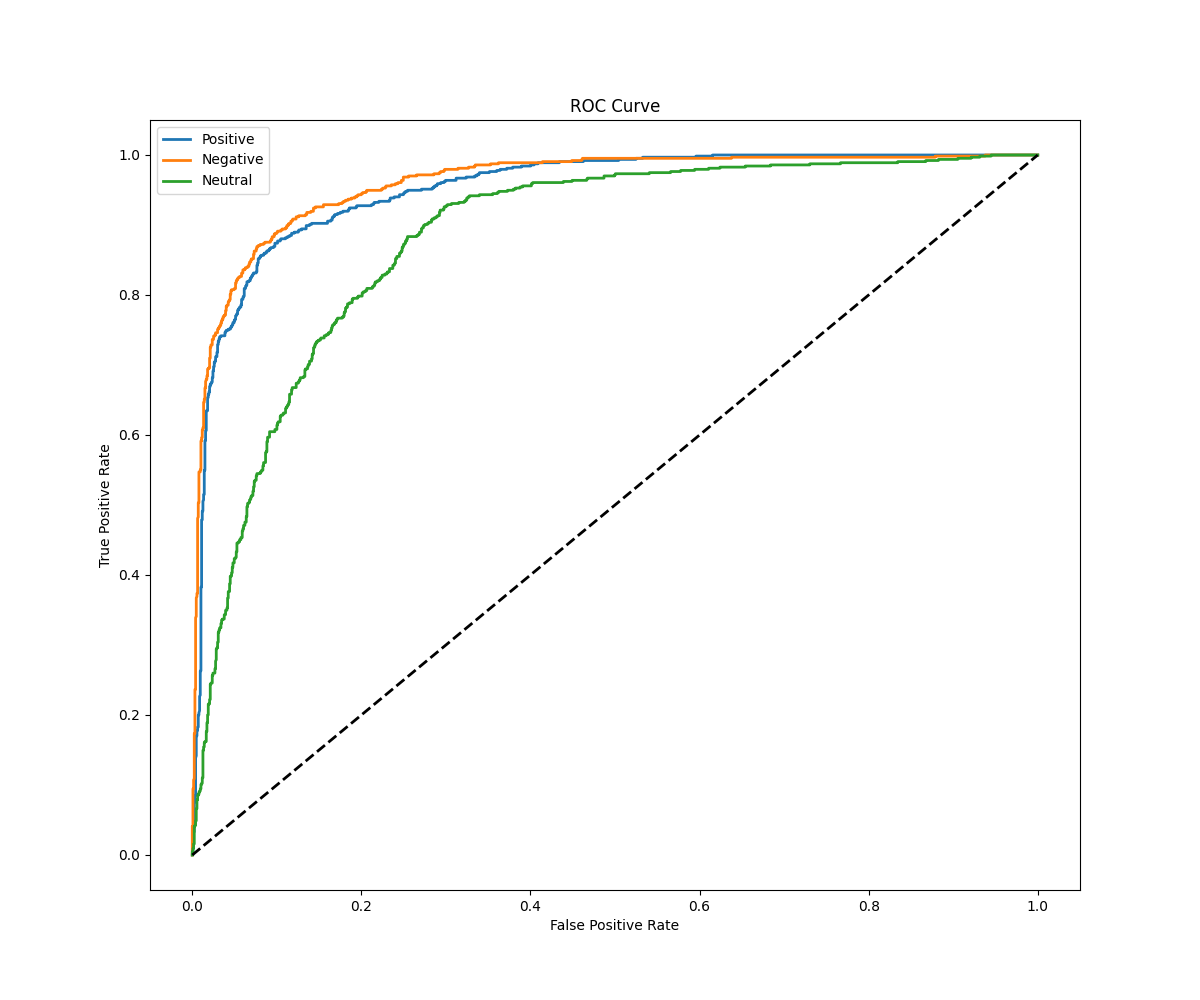 ROC Curve
Positive
Negative
Neutral
True Positive Rate
1.0
0.8
0.6
0.4
0.2
0.0
0.0 0.2 0.4 0.6 0.8 1.0
False Positive Rate